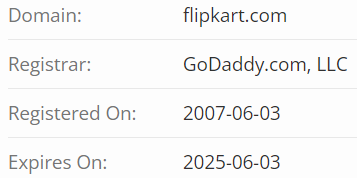 Domain: flipkart.com
Registrar: GoDaddy.com, LLC
Registered On: 2007-06-03
Expires On: 2025-06-03